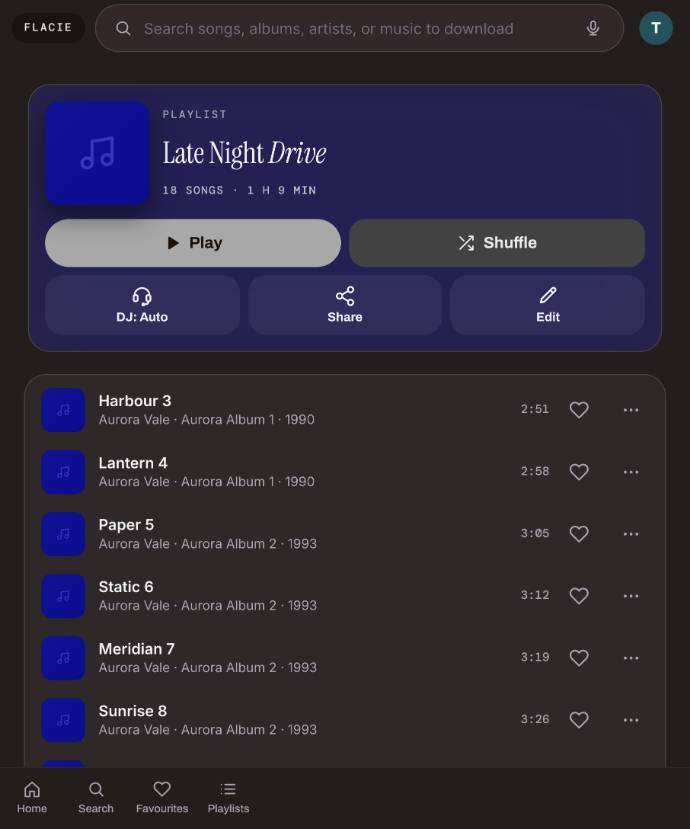 FLACIE
Search songs, albums, artists, or music to download
T
PLAYLIST
Late Night Drive
18 SONGS · 1 H 9 MIN
Play
Shuffle
DJ: Auto
Share
Edit
Harbour 3
Aurora Vale · Aurora Album 1 · 1990
2:51
Lantern 4
Aurora Vale · Aurora Album 1 · 1990
2:58
Paper 5
Aurora Vale · Aurora Album 2 · 1993
3:05
Static 6
Aurora Vale · Aurora Album 2 · 1993
3:12
Meridian 7
Aurora Vale · Aurora Album 2 · 1993
3:19
Sunrise 8
Aurora Vale · Aurora Album 2 · 1993
3:26
Home
Search
Favourites
Playlists